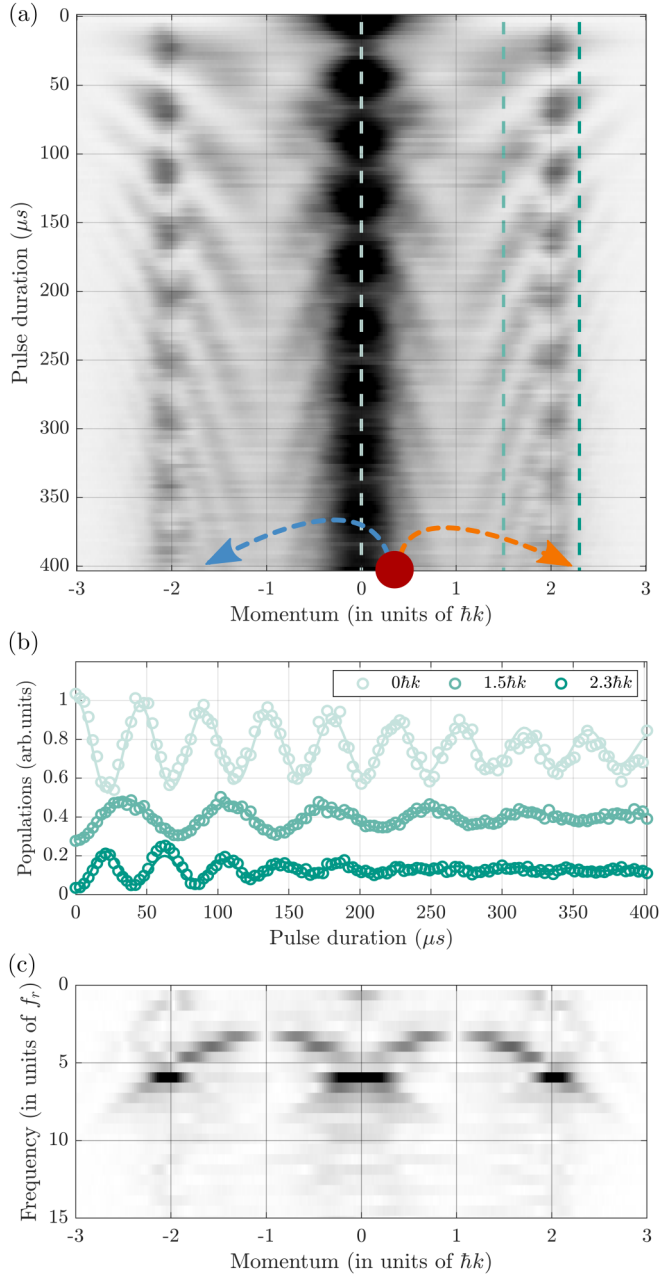 (a)
0
50
100
150
200
250
300
350
400
Pulse duration (μs)
-3 -2 -1 0 1 2 3
Momentum (in units of ħk)
(b)
0ħk 1.5ħk 2.3ħk
1
0.8
0.6
0.4
0.2
0
Populations (arb.units)
0 50 100 150 200 250 300 350 400
Pulse duration (μs)
(c)
0
5
10
15
Frequency (in units of fᵣ)
-3 -2 -1 0 1 2 3
Momentum (in units of ħk)